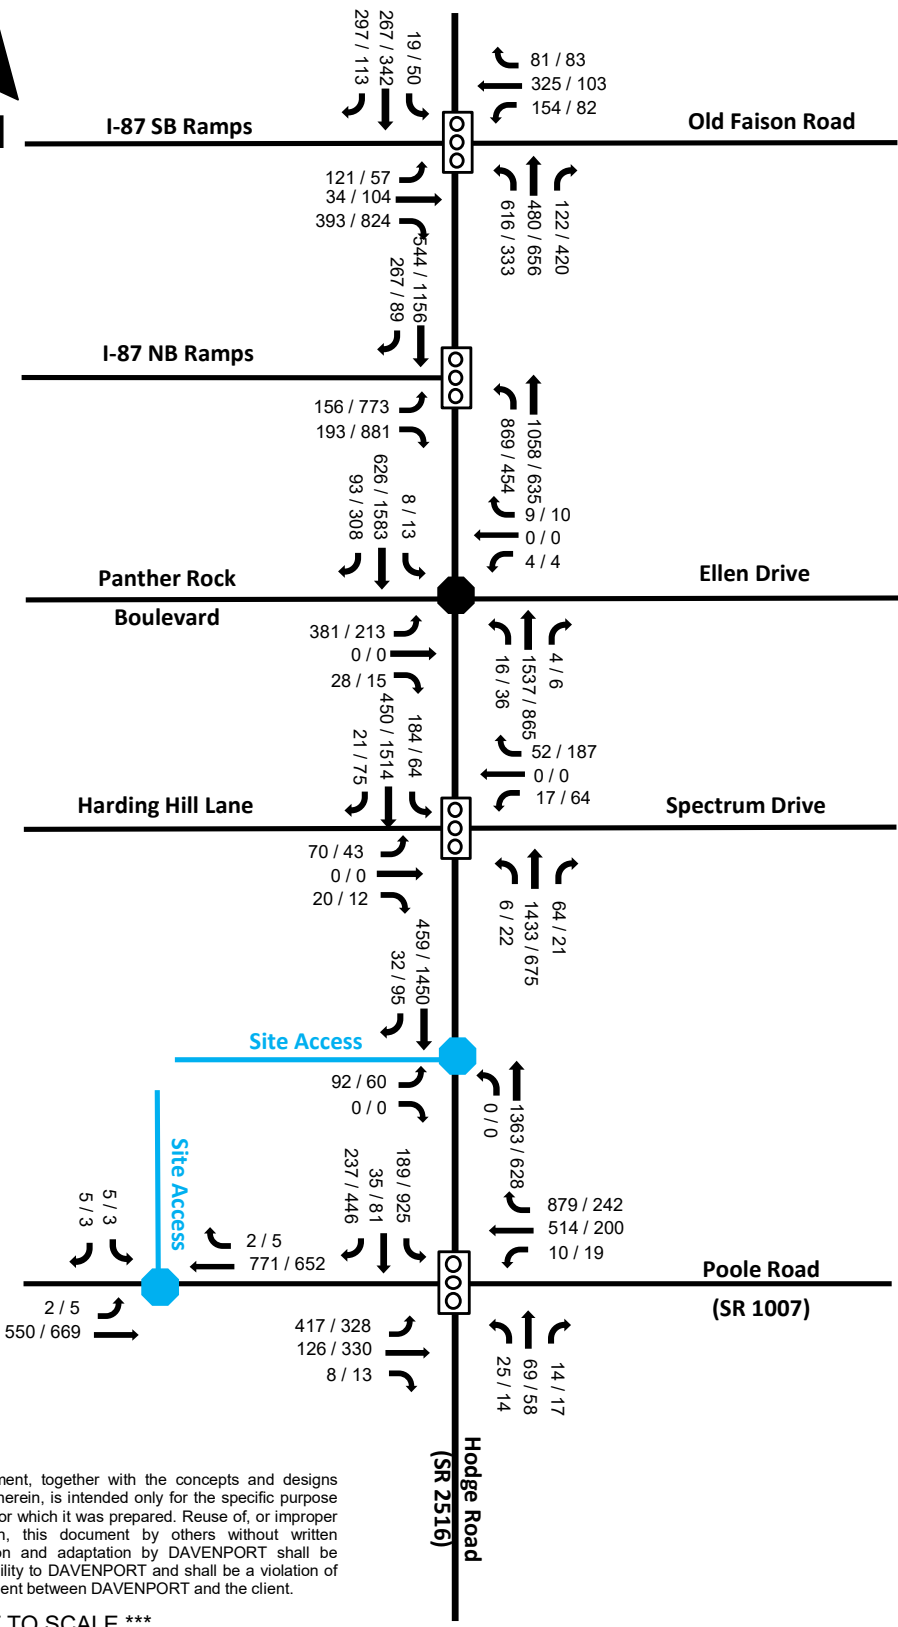 19 / 50
267 / 342
297 / 113
81 / 83
325 / 103
154 / 82
I-87 SB Ramps
Old Faison Road
121 / 57
34 / 104
393 / 824
616 / 333
480 / 656
122 / 420
544 / 1156
267 / 89
I-87 NB Ramps
156 / 773
193 / 881
869 / 454
1058 / 635
8 / 13
626 / 1583
93 / 308
9 / 10
0 / 0
4 / 4
Panther Rock
Boulevard
Ellen Drive
381 / 213
0 / 0
28 / 15
16 / 36
1537 / 865
4 / 6
184 / 64
450 / 1514
21 / 75
52 / 187
0 / 0
17 / 64
Harding Hill Lane
Spectrum Drive
70 / 43
0 / 0
20 / 12
6 / 22
1433 / 675
64 / 21
459 / 1450
32 / 95
Site Access
92 / 60
0 / 0
0 / 0
1363 / 628
Site Access
5 / 3
5 / 3
2 / 5
771 / 652
2 / 5
550 / 669
189 / 925
35 / 81
237 / 446
879 / 242
514 / 200
10 / 19
Poole Road
(SR 1007)
417 / 328
126 / 330
8 / 13
25 / 14
69 / 58
14 / 17
Hodge Road
(SR 2516)
ment, together with the concepts and designs
herein, is intended only for the specific purpose
or which it was prepared. Reuse of, or improper
n, this document by others without written
on and adaptation by DAVENPORT shall be
ility to DAVENPORT and shall be a violation of
ent between DAVENPORT and the client.
TO SCALE ***